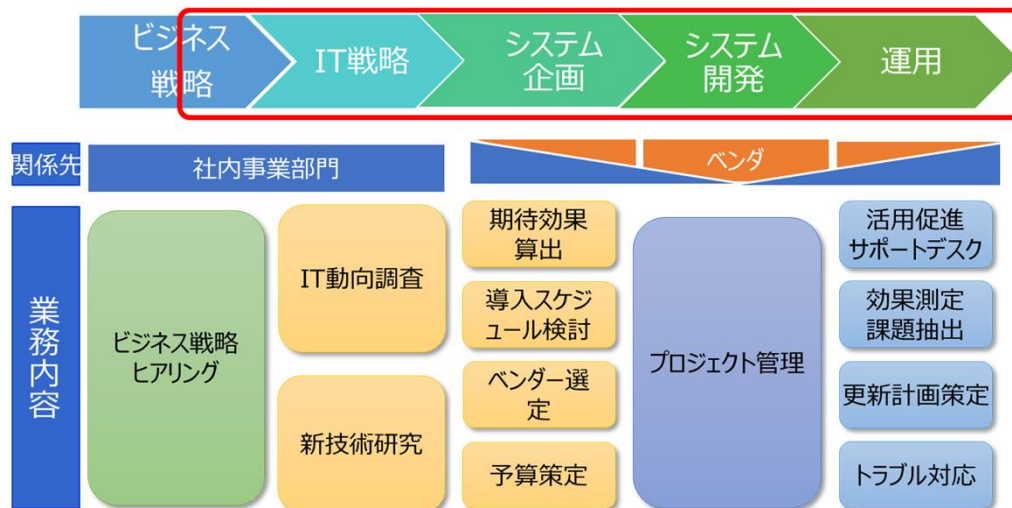 ビジネス
戦略
IT戦略
システム
企画
システム
開発
運用
関係先
社内事業部門
ベンダ
業務内容
ビジネス戦略
ヒアリング
IT動向調査
新技術研究
期待効果
算出
導入スケジ
ュール検討
ベンダー選
定
予算策定
プロジェクト管理
活用促進
サポートデスク
効果測定
課題抽出
更新計画策定
トラブル対応